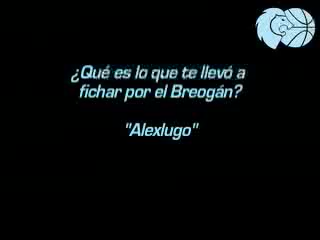 ¿Qué es lo que te llevó a
fichar por el Breogán?
"Alexlugo"